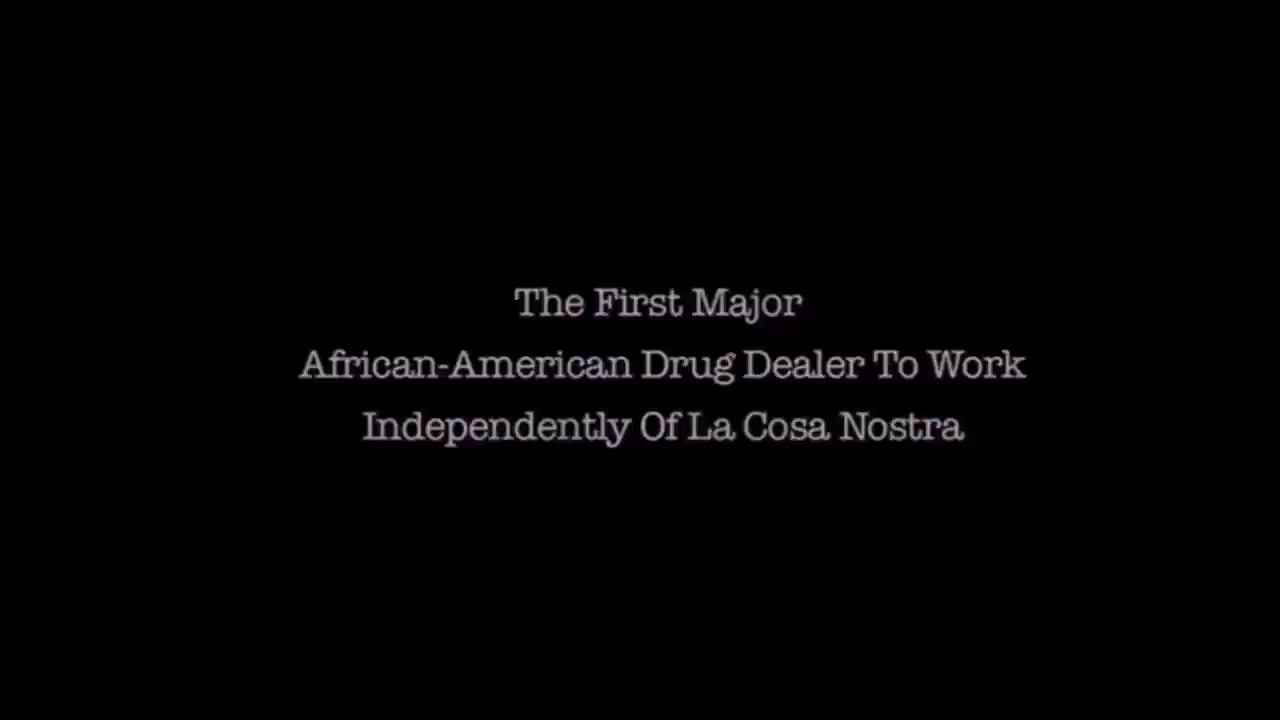 The First Major
African-American Drug Dealer To Work
Independently Of La Cosa Nostra